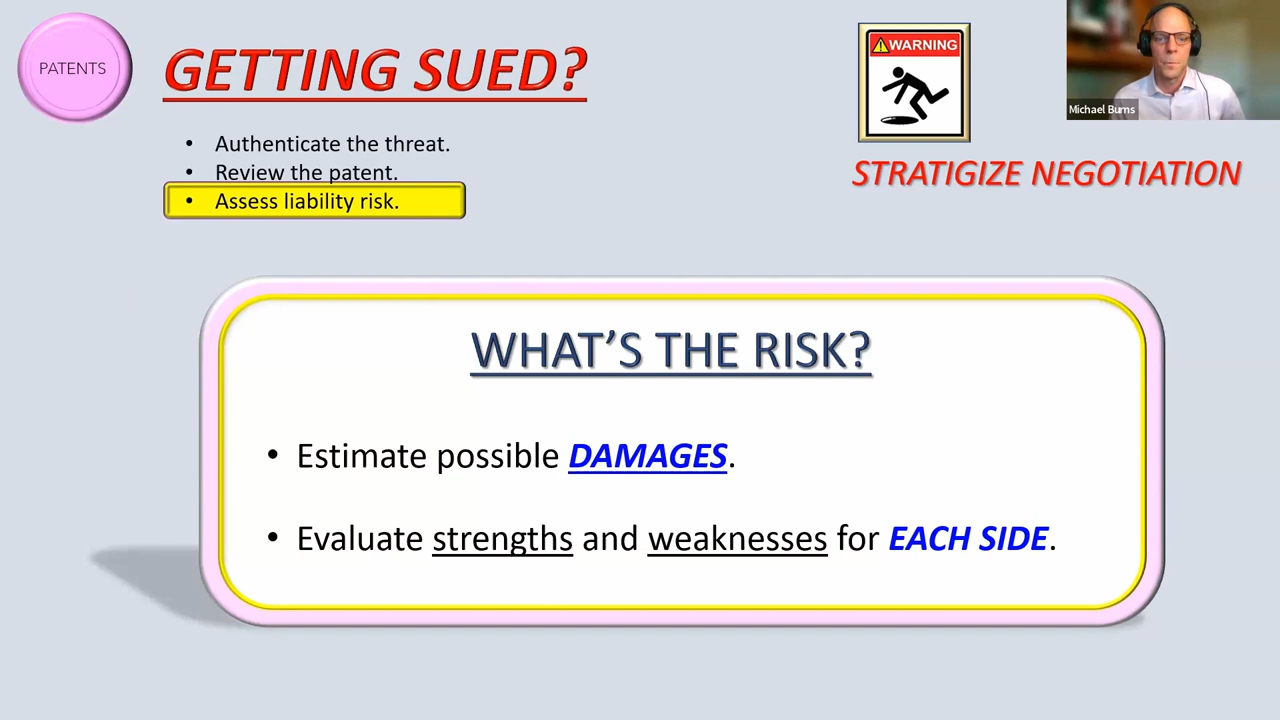 PATENTS
GETTING SUED?
• Authenticate the threat.
• Review the patent.
• Assess liability risk.
WARNING
STRATIGIZE NEGOTIATION
Michael Burns
WHAT'S THE RISK?
• Estimate possible DAMAGES.
• Evaluate strengths and weaknesses for EACH SIDE.